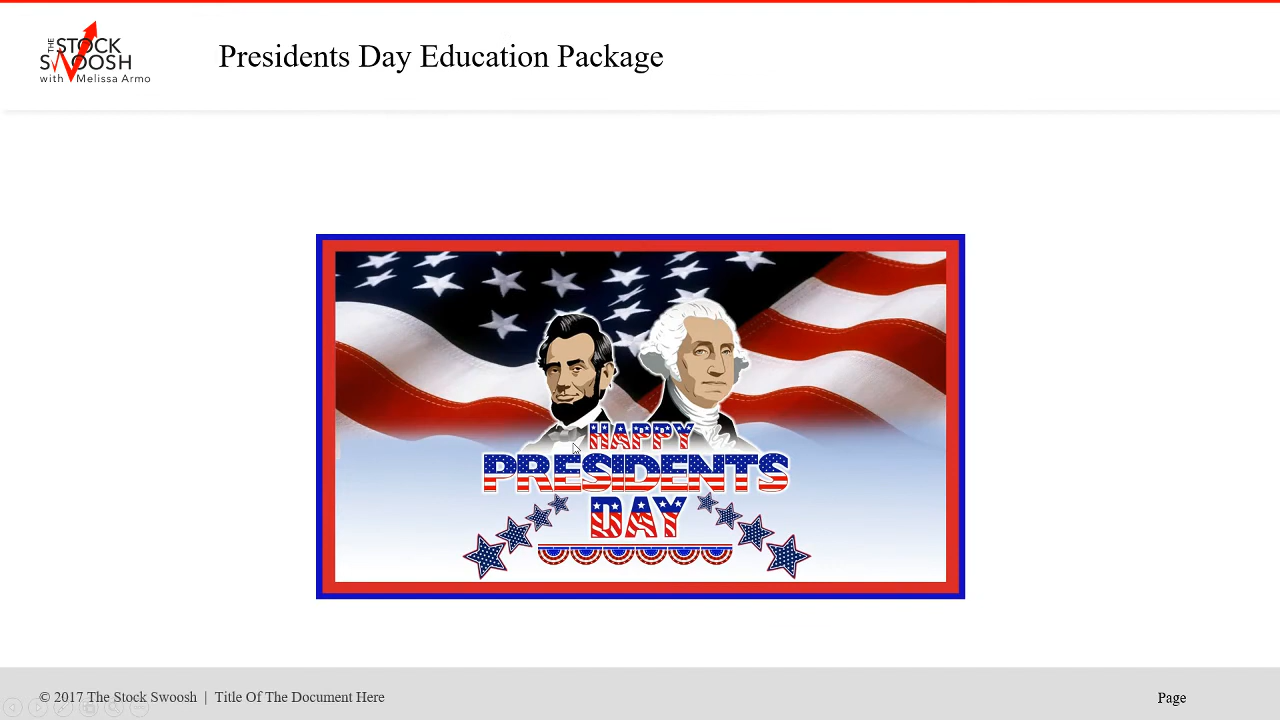 THE
STOCK
SWOOSH
with Melissa Armo
Presidents Day Education Package
HAPPY
PRESIDENTS
DAY
© 2017 The Stock Swoosh | Title Of The Document Here
Page